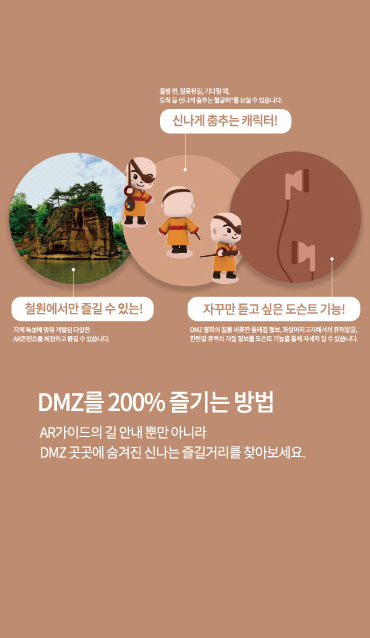 출발 전, 잘못된길, 기다릴 때,
도착 등 신나게 춤추는 궁예"를 보실 수 있습니다.
신나게 춤추는 캐릭터!
철원에서만 즐길 수 있는!
지역 특성에 맞춰 개발된 다양한
AR콘텐츠를 체험하고 즐길 수 있습니다.
자꾸만 듣고 싶은 도슨트 기능!
DMZ 평화의 길을 비롯한 둘레길 정보, 화살머리고지에서의 유해발굴,
한탄강 유역의 지질 정보를 도슨트 기능을 통해 자세히 알 수 있습니다.
DMZ를 200% 즐기는 방법
AR가이드의 길 안내 뿐만 아니라
DMZ 곳곳에 숨겨진 신나는 즐길거리를 찾아보세요.